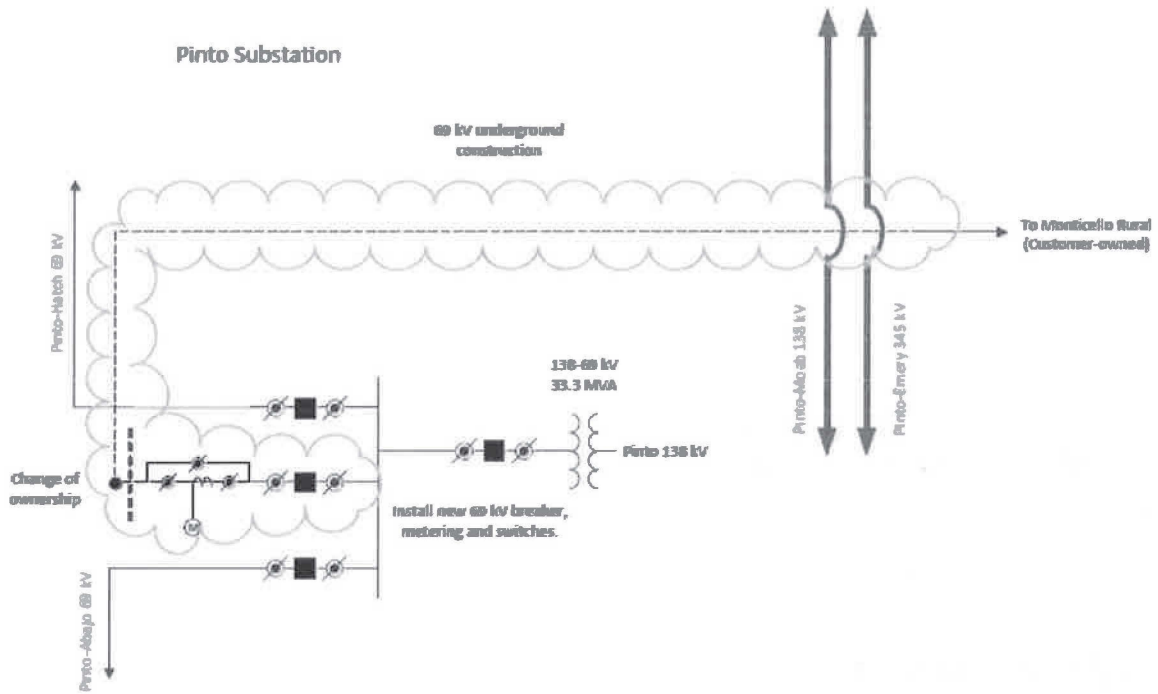 Pinto Substation
69 kV underground
construction
To Monticello Rural
(Customer-owned)
Pinto-Hatch 69 kV
Pinto-Moab 138 kV
Pinto-Emery 345 kV
138-69 kV
33.3 MVA
Pinto 138 kV
Change of
ownership
M
Install new 69 kV breaker,
metering and switches.
Pinto-Abajo 69 kV